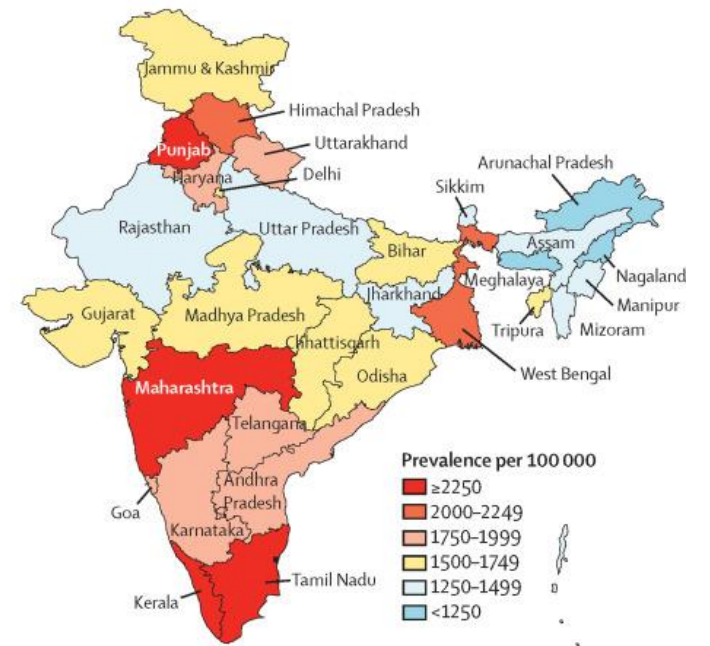 Jammu & Kashmir
Himachal Pradesh
Punjab
Uttarakhand
Haryana
Delhi
Arunachal Pradesh
Sikkim
Rajasthan
Uttar Pradesh
Bihar
Assam
Nagaland
Meghalaya
Jharkhand
Manipur
Gujarat
Madhya Pradesh
Tripura
Mizoram
Chhattisgarh
West Bengal
Odisha
Maharashtra
Telangana
Andhra
Pradesh
Goa
Karnataka
Tamil Nadu
Kerala
Prevalence per 100 000
≥2250
2000–2249
1750–1999
1500–1749
1250–1499
<1250